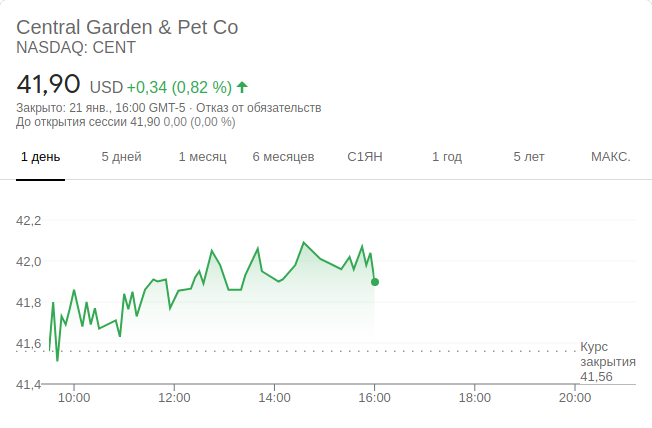 Central Garden & Pet Co
NASDAQ: CENT
41,90 USD +0,34 (0,82 %)
Закрыто: 21 янв., 16:00 GMT-5 · Отказ от обязательств
До открытия сессии 41,90 0,00 (0,00 %)
1 день 5 дней 1 месяц 6 месяцев С1ЯН 1 год 5 лет МАКС.
42,2
42,0
41,8
41,6
Курс
закрытия
41,56
41,4
10:00 12:00 14:00 16:00 18:00 20:00